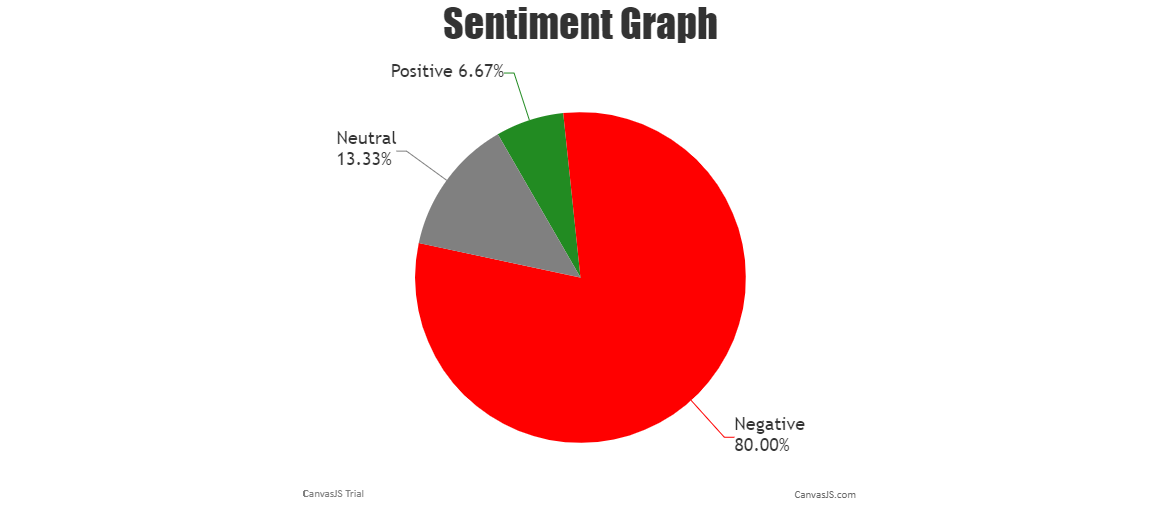 Sentiment Graph
Positive 6.67%
Neutral
13.33%
Negative
80.00%
CanvasJS Trial
CanvasJS.com